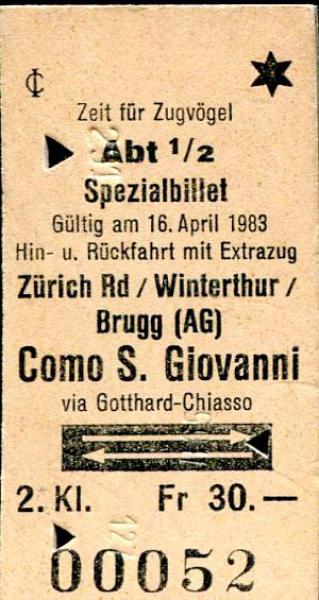 Zeit für Zugvögel
Abt 1/2
Spezialbillet
Gültig am 16. April 1983
Hin- u. Rückfahrt mit Extrazug
Zürich Rd / Winterthur /
Brugg (AG)
Como S. Giovanni
via Gotthard-Chiasso
2. Kl. Fr 30.—
00052